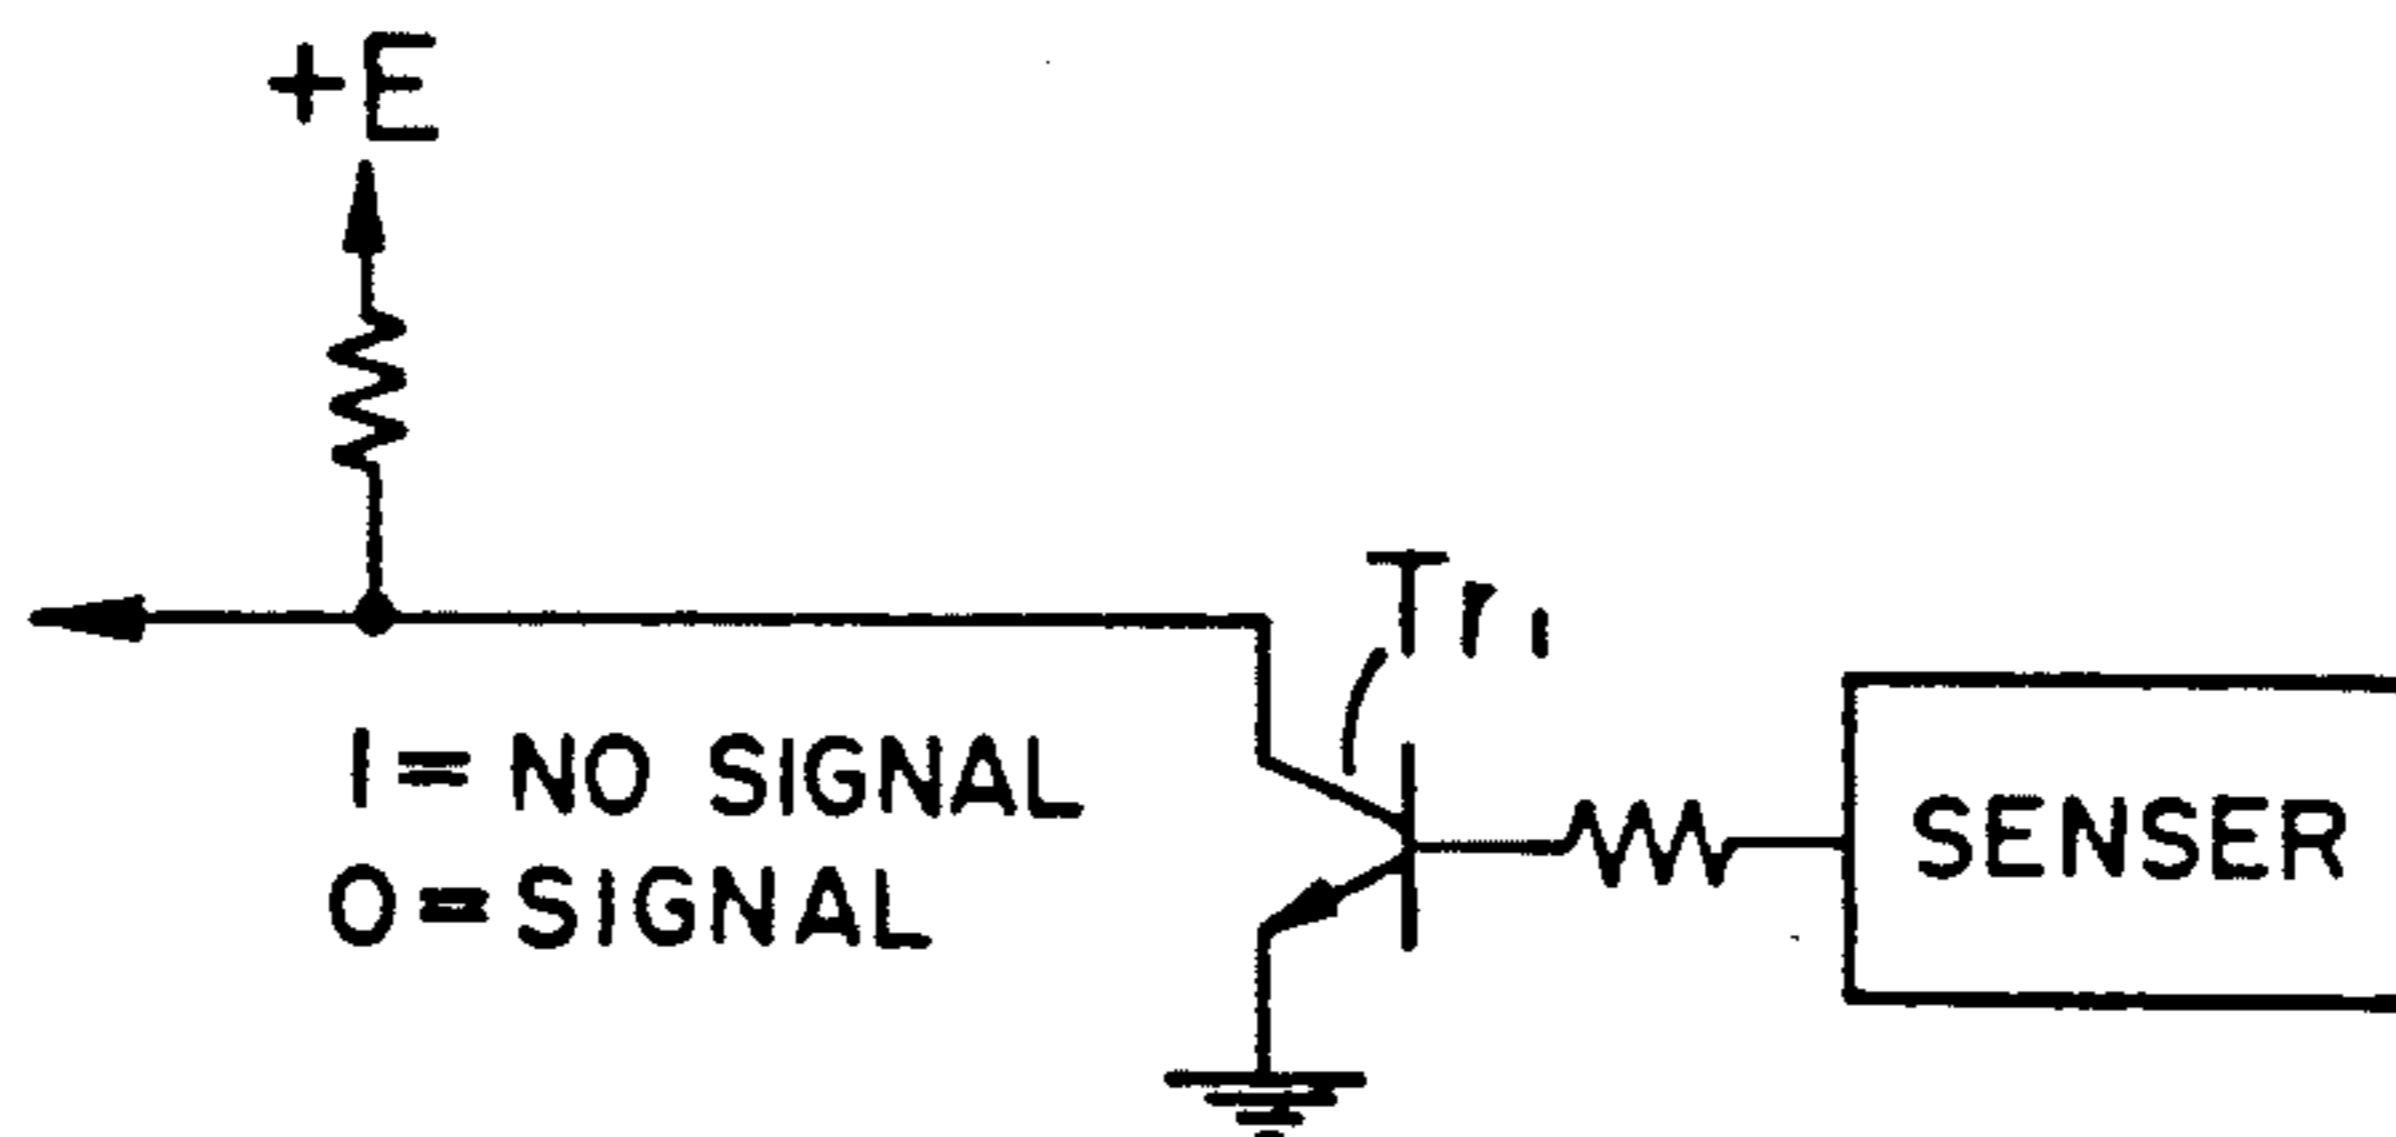 +E
Tr1
1 = NO SIGNAL
0 = SIGNAL
SENSER